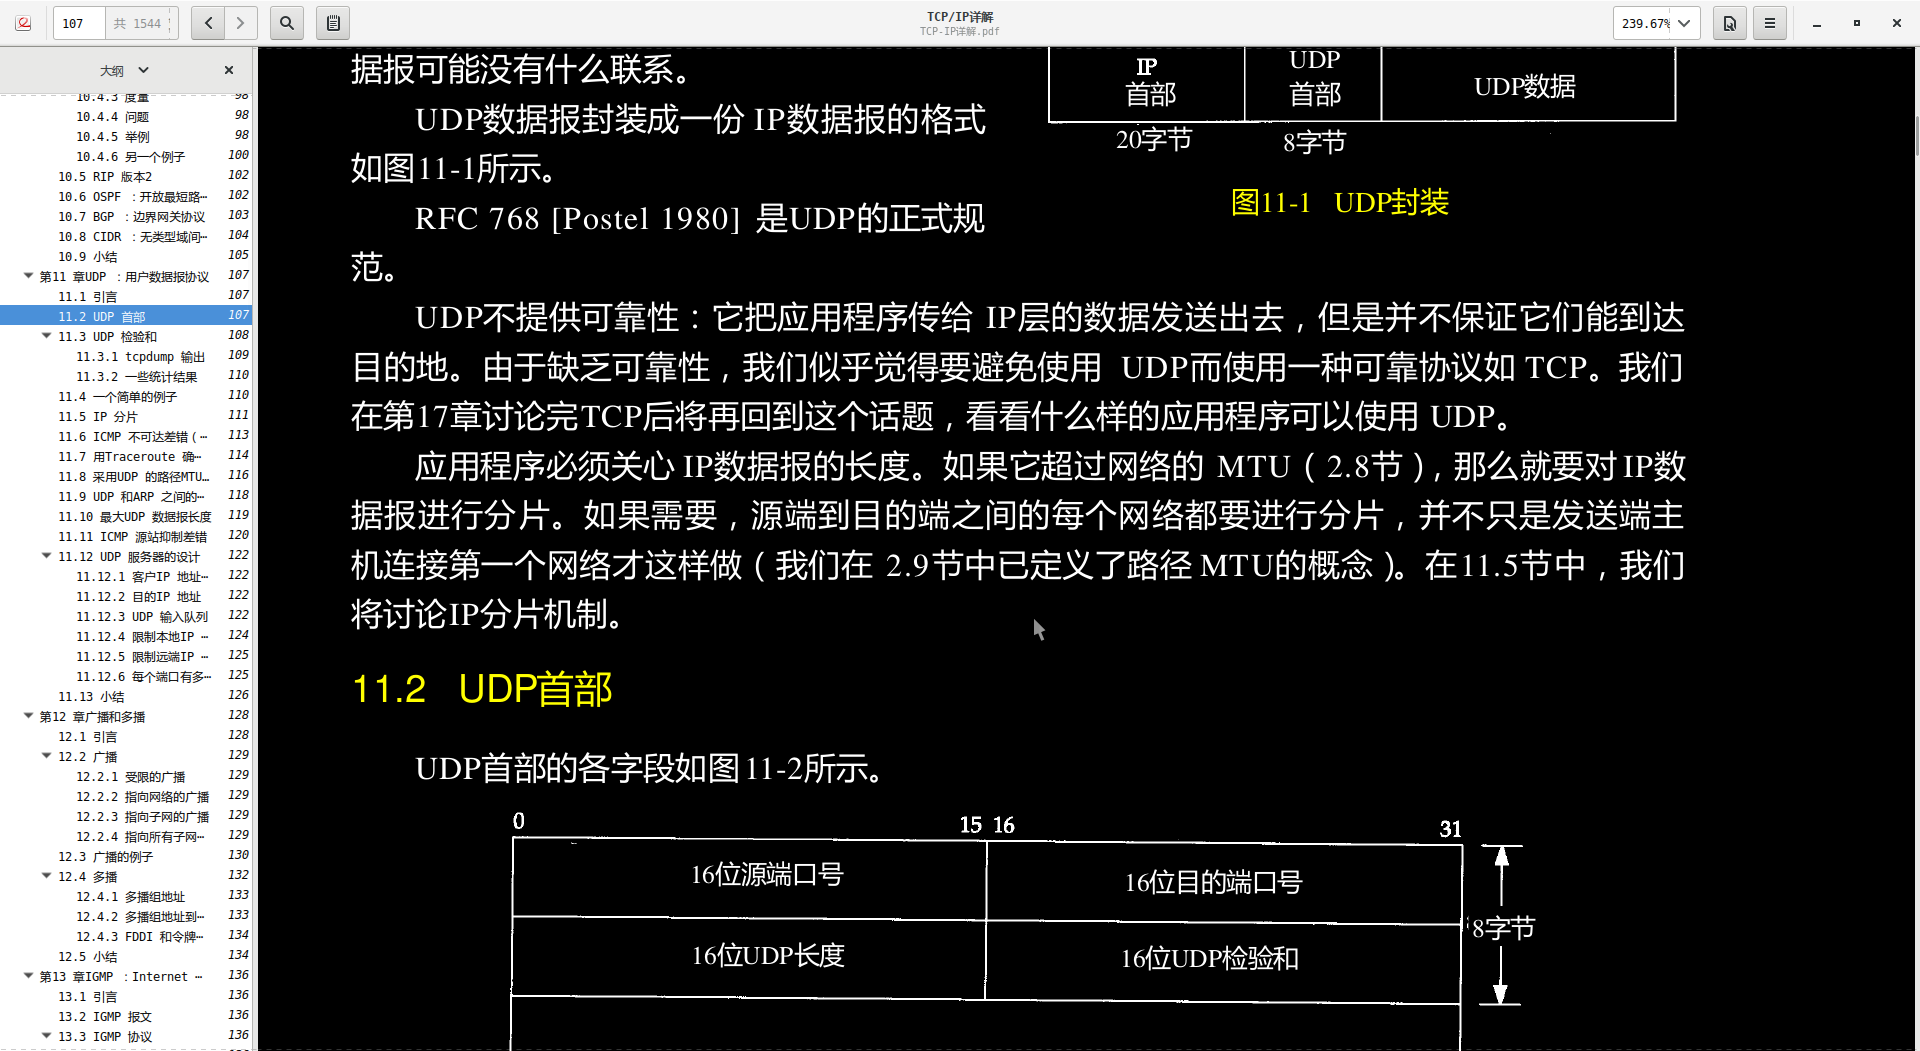 107
共 1544
TCP/IP详解
TCP-IP详解.pdf
239.67%
大纲
10.4.3 度量 98
10.4.4 问题 98
10.4.5 举例 98
10.4.6 另一个例子 100
10.5 RIP 版本2 102
10.6 OSPF ：开放最短路… 102
10.7 BGP ：边界网关协议 103
10.8 CIDR ：无类型域间… 104
10.9 小结 105
第11 章UDP ：用户数据报协议 107
11.1 引言 107
11.2 UDP 首部 107
11.3 UDP 检验和 108
11.3.1 tcpdump 输出 109
11.3.2 一些统计结果 110
11.4 一个简单的例子 110
11.5 IP 分片 111
11.6 ICMP 不可达差错（… 113
11.7 用Traceroute 确… 114
11.8 采用UDP 的路径MTU… 116
11.9 UDP 和ARP 之间的… 118
11.10 最大UDP 数据报长度 119
11.11 ICMP 源站抑制差错 120
11.12 UDP 服务器的设计 122
11.12.1 客户IP 地址… 122
11.12.2 目的IP 地址 122
11.12.3 UDP 输入队列 122
11.12.4 限制本地IP … 124
11.12.5 限制远端IP … 125
11.12.6 每个端口有多… 125
11.13 小结 126
第12 章广播和多播 128
12.1 引言 128
12.2 广播 129
12.2.1 受限的广播 129
12.2.2 指向网络的广播 129
12.2.3 指向子网的广播 129
12.2.4 指向所有子网… 129
12.3 广播的例子 130
12.4 多播 132
12.4.1 多播组地址 133
12.4.2 多播组地址到… 133
12.4.3 FDDI 和令牌… 134
12.5 小结 134
第13 章IGMP ：Internet … 136
13.1 引言 136
13.2 IGMP 报文 136
13.3 IGMP 协议 136
据报可能没有什么联系。
UDP数据报封装成一份 IP数据报的格式
如图11-1所示。
RFC 768 [Postel 1980] 是UDP的正式规
范。
IP
首部
UDP
首部
UDP数据
20字节
8字节
图11-1 UDP封装
UDP不提供可靠性：它把应用程序传给 IP层的数据发送出去，但是并不保证它们能到达
目的地。由于缺乏可靠性，我们似乎觉得要避免使用 UDP而使用一种可靠协议如 TCP。我们
在第17章讨论完TCP后将再回到这个话题，看看什么样的应用程序可以使用 UDP。
应用程序必须关心 IP数据报的长度。如果它超过网络的 MTU（2.8节），那么就要对IP数
据报进行分片。如果需要，源端到目的端之间的每个网络都要进行分片，并不只是发送端主
机连接第一个网络才这样做（我们在 2.9节中已定义了路径 MTU的概念）。在11.5节中，我们
将讨论IP分片机制。
11.2 UDP首部
UDP首部的各字段如图11-2所示。
0 15 16 31
16位源端口号 16位目的端口号
8字节
16位UDP长度 16位UDP检验和